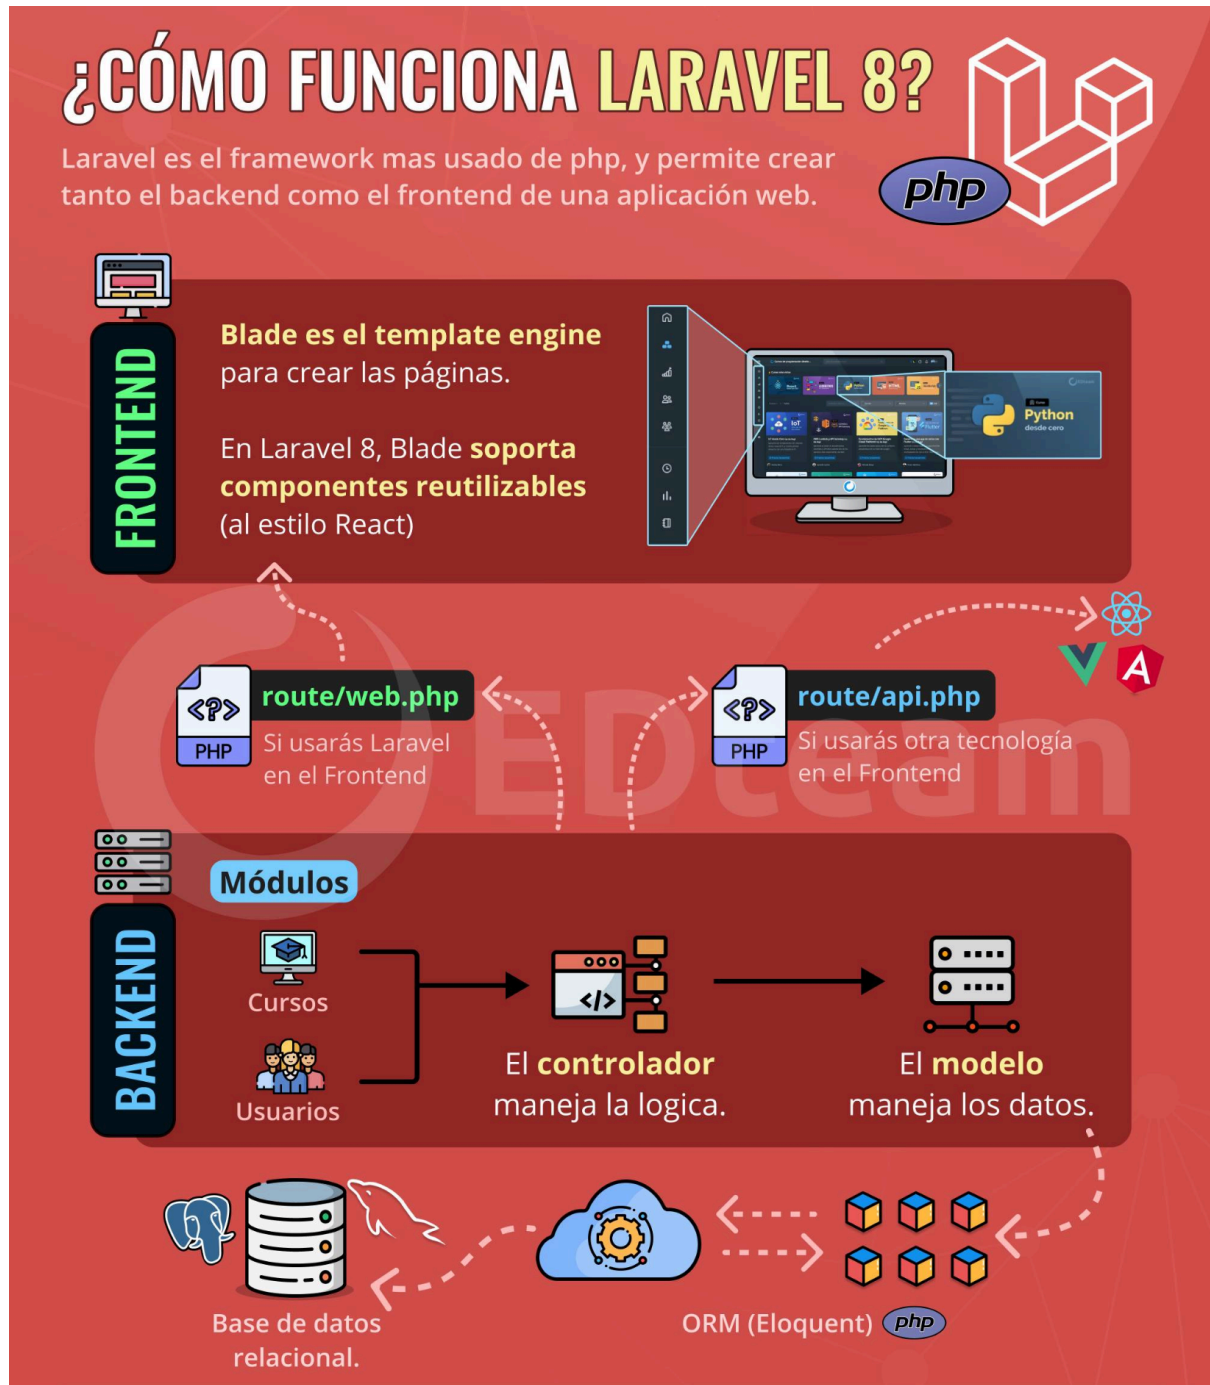 ¿CÓMO FUNCIONA LARAVEL 8?
Laravel es el framework mas usado de php, y permite crear
tanto el backend como el frontend de una aplicación web.
php
FRONTEND
Blade es el template engine
para crear las páginas.
En Laravel 8, Blade soporta
componentes reutilizables
(al estilo React)
Python
desde cero
IoT
route/web.php
PHP
Si usarás Laravel
en el Frontend
route/api.php
PHP
Si usarás otra tecnología
en el Frontend
EDteam
BACKEND
Módulos
Cursos
Usuarios
El controlador
maneja la logica.
El modelo
maneja los datos.
Base de datos
relacional.
ORM (Eloquent) php